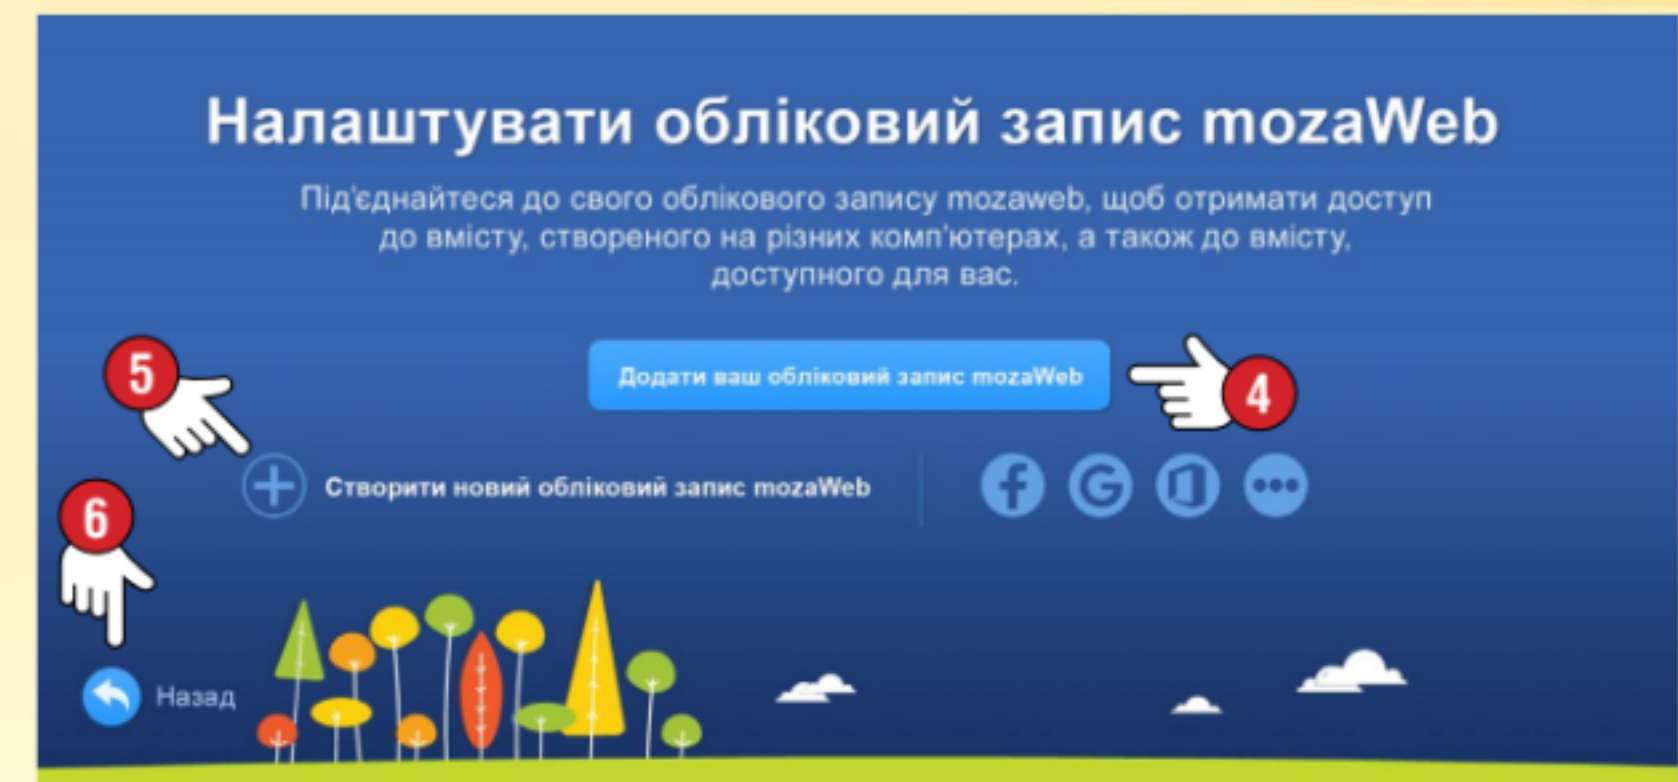 Налаштувати обліковий запис mozaWeb
Під'єднайтеся до свого облікового запису mozaweb, щоб отримати доступ
до вмісту, створеного на різних комп'ютерах, а також до вмісту,
доступного для вас.
5
Додати ваш обліковий запис mozaWeb
4
Створити новий обліковий запис mozaWeb
6
Назад